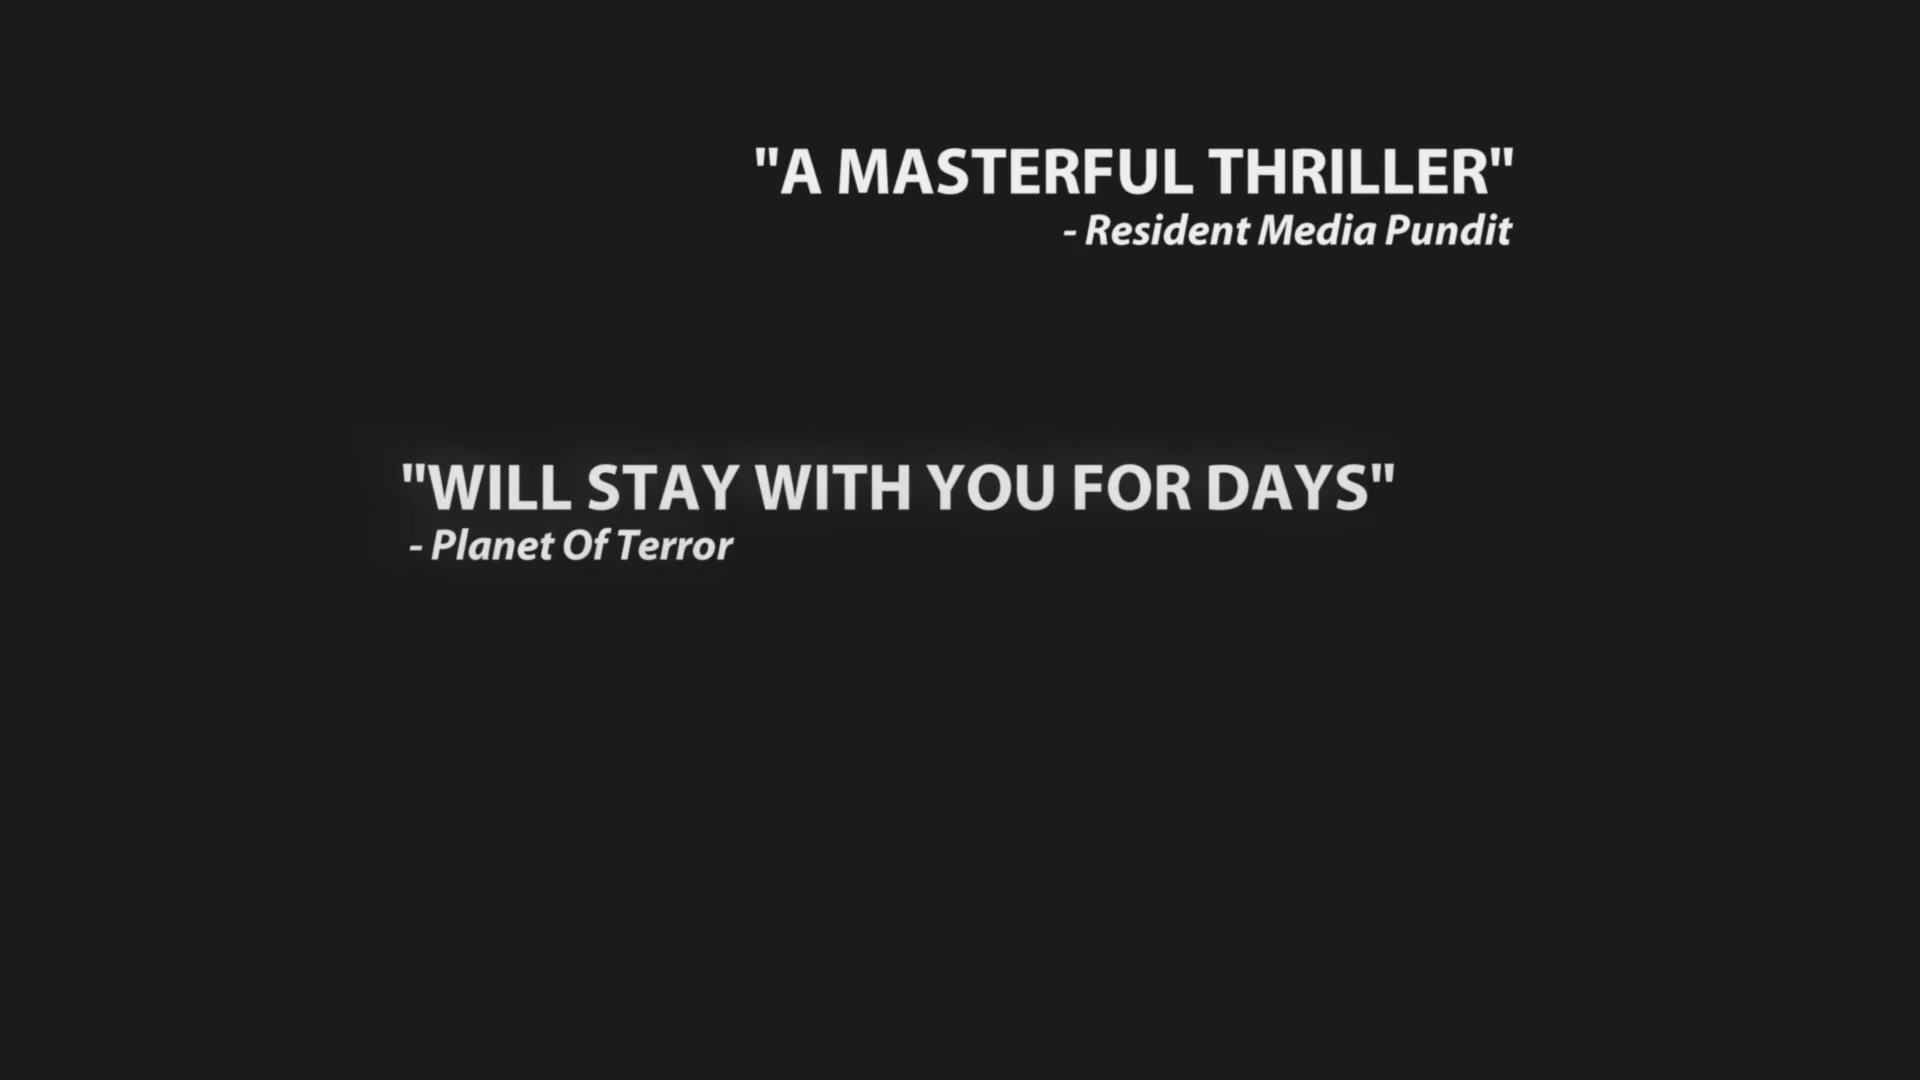 "A MASTERFUL THRILLER"
- Resident Media Pundit
"WILL STAY WITH YOU FOR DAYS"
- Planet Of Terror